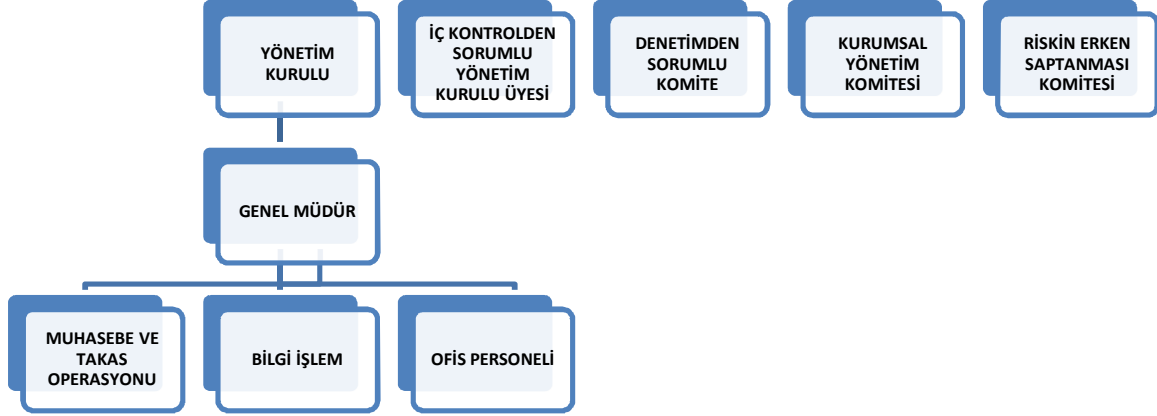 YÖNETİM
KURULU
İÇ KONTROLDEN
SORUMLU
YÖNETİM
KURULU ÜYESİ
DENETİMDEN
SORUMLU
KOMİTE
KURUMSAL
YÖNETİM
KOMİTESİ
RİSKİN ERKEN
SAPTANMASI
KOMİTESİ
GENEL MÜDÜR
MUHASEBE VE
TAKAS
OPERASYONU
BİLGİ İŞLEM
OFİS PERSONELİ